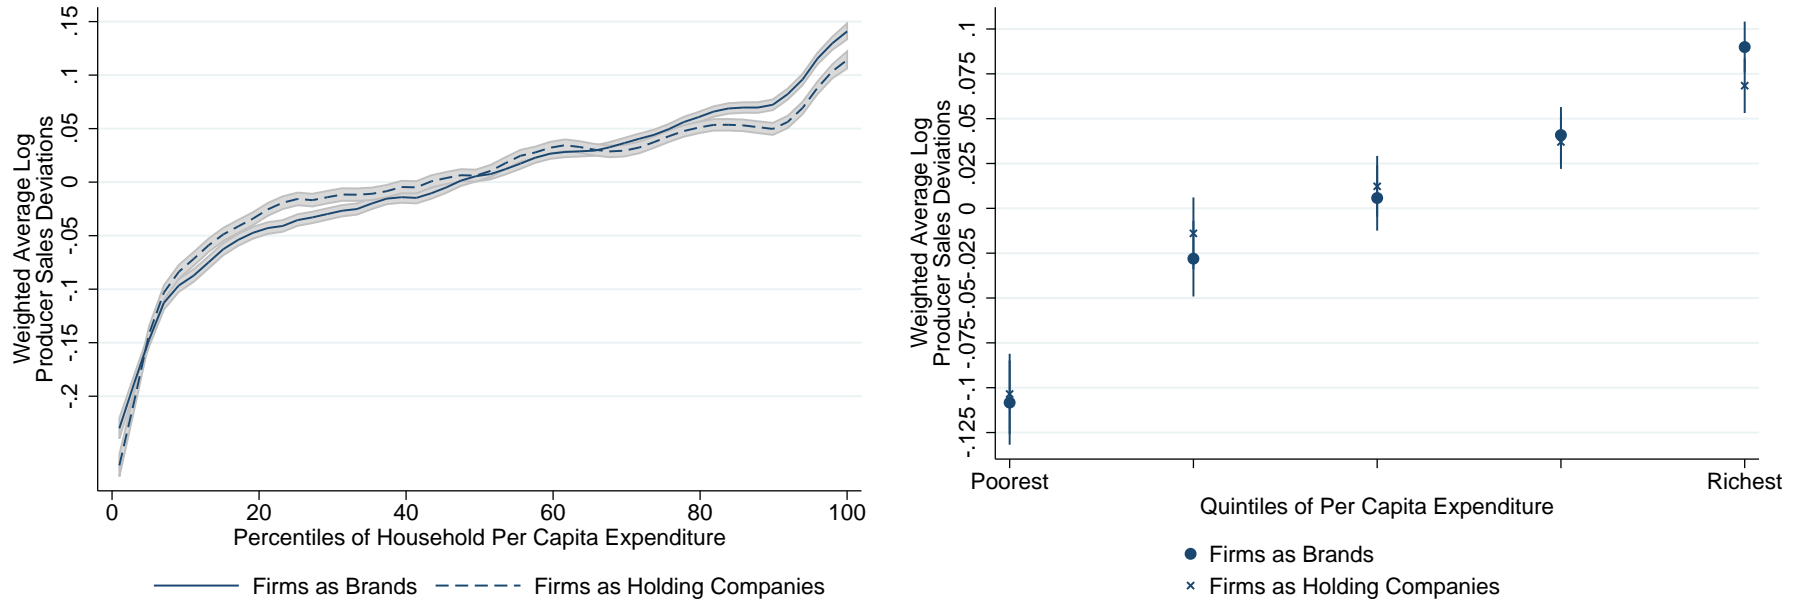 Weighted Average Log
Producer Sales Deviations
.15
.1
.05
0
-.05
-.1
-.15
-.2
0 20 40 60 80 100
Percentiles of Household Per Capita Expenditure
Firms as Brands Firms as Holding Companies
Weighted Average Log
Producer Sales Deviations
.1
.075
.05
.025
0
-.025
-.05
-.075
-.1
-.125
Poorest Richest
Quintiles of Per Capita Expenditure
Firms as Brands
Firms as Holding Companies